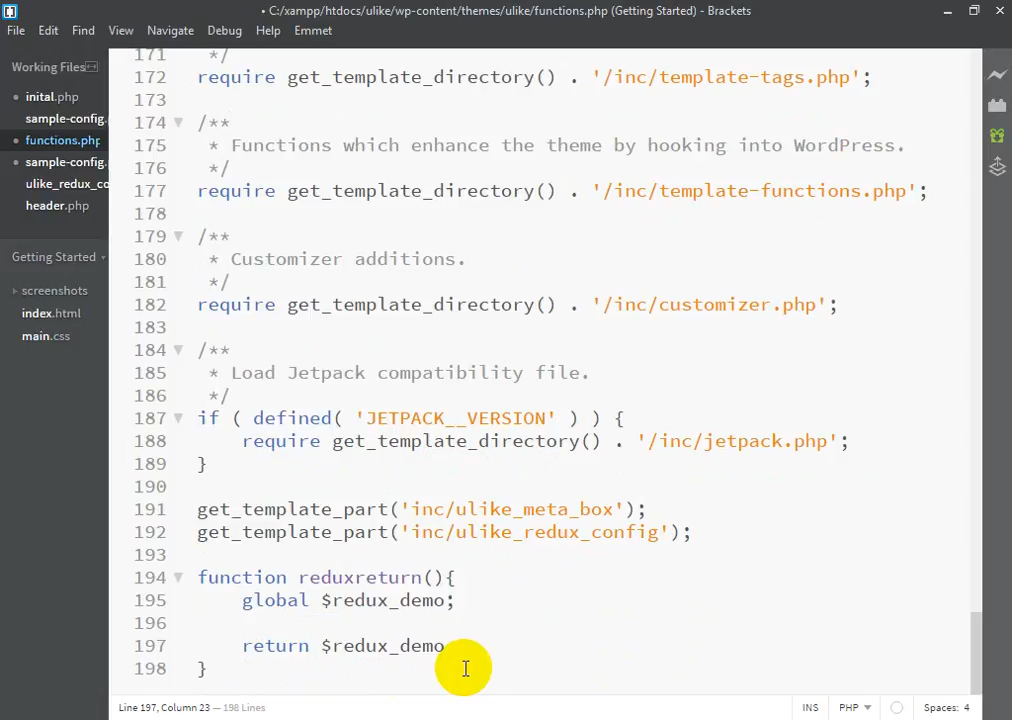 • C:/xampp/htdocs/ulike/wp-content/themes/ulike/functions.php (Getting Started) - Brackets
File Edit Find View Navigate Debug Help Emmet
Working Files
• inital.php
sample-config.
• functions.php
• sample-config.
ulike_redux_co
header.php
Getting Started
screenshots
index.html
main.css
171 */
172 require get_template_directory() . '/inc/template-tags.php';
173
174 /**
175 * Functions which enhance the theme by hooking into WordPress.
176 */
177 require get_template_directory() . '/inc/template-functions.php';
178
179 /**
180 * Customizer additions.
181 */
182 require get_template_directory() . '/inc/customizer.php';
183
184 /**
185 * Load Jetpack compatibility file.
186 */
187 if ( defined( 'JETPACK__VERSION' ) ) {
188 require get_template_directory() . '/inc/jetpack.php';
189 }
190
191 get_template_part('inc/ulike_meta_box');
192 get_template_part('inc/ulike_redux_config');
193
194 function reduxreturn(){
195 global $redux_demo;
196
197 return $redux_demo
198 }
Line 197, Column 23 — 198 Lines
INS PHP Spaces: 4